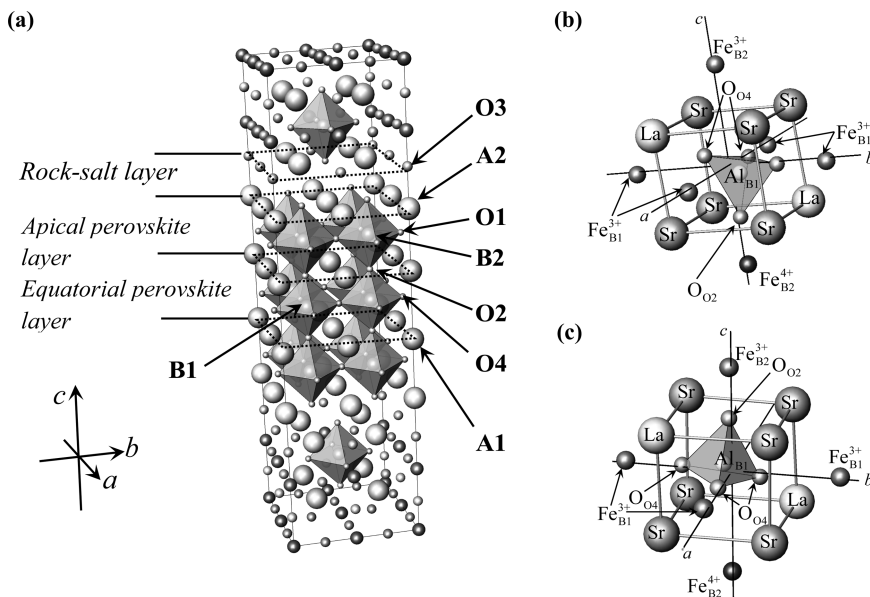 (a)
O3
A2
Rock-salt layer
O1
Apical perovskite
layer
B2
Equatorial perovskite
layer
O2
B1
O4
A1
c
b
a
(b)
c
Fe³⁺B2
OO4
Sr
Sr
Fe³⁺B1
La
Sr
b
AlB1
Fe³⁺B1
a
Sr
La
Sr
Sr
OO2
Fe⁴⁺B2
(c)
c
Fe³⁺B2
OO2
Sr
Sr
La
Sr
Fe³⁺B1
AlB1
b
OO4
Sr
OO4
La
Fe³⁺B1
Sr
a
Sr
Fe⁴⁺B2